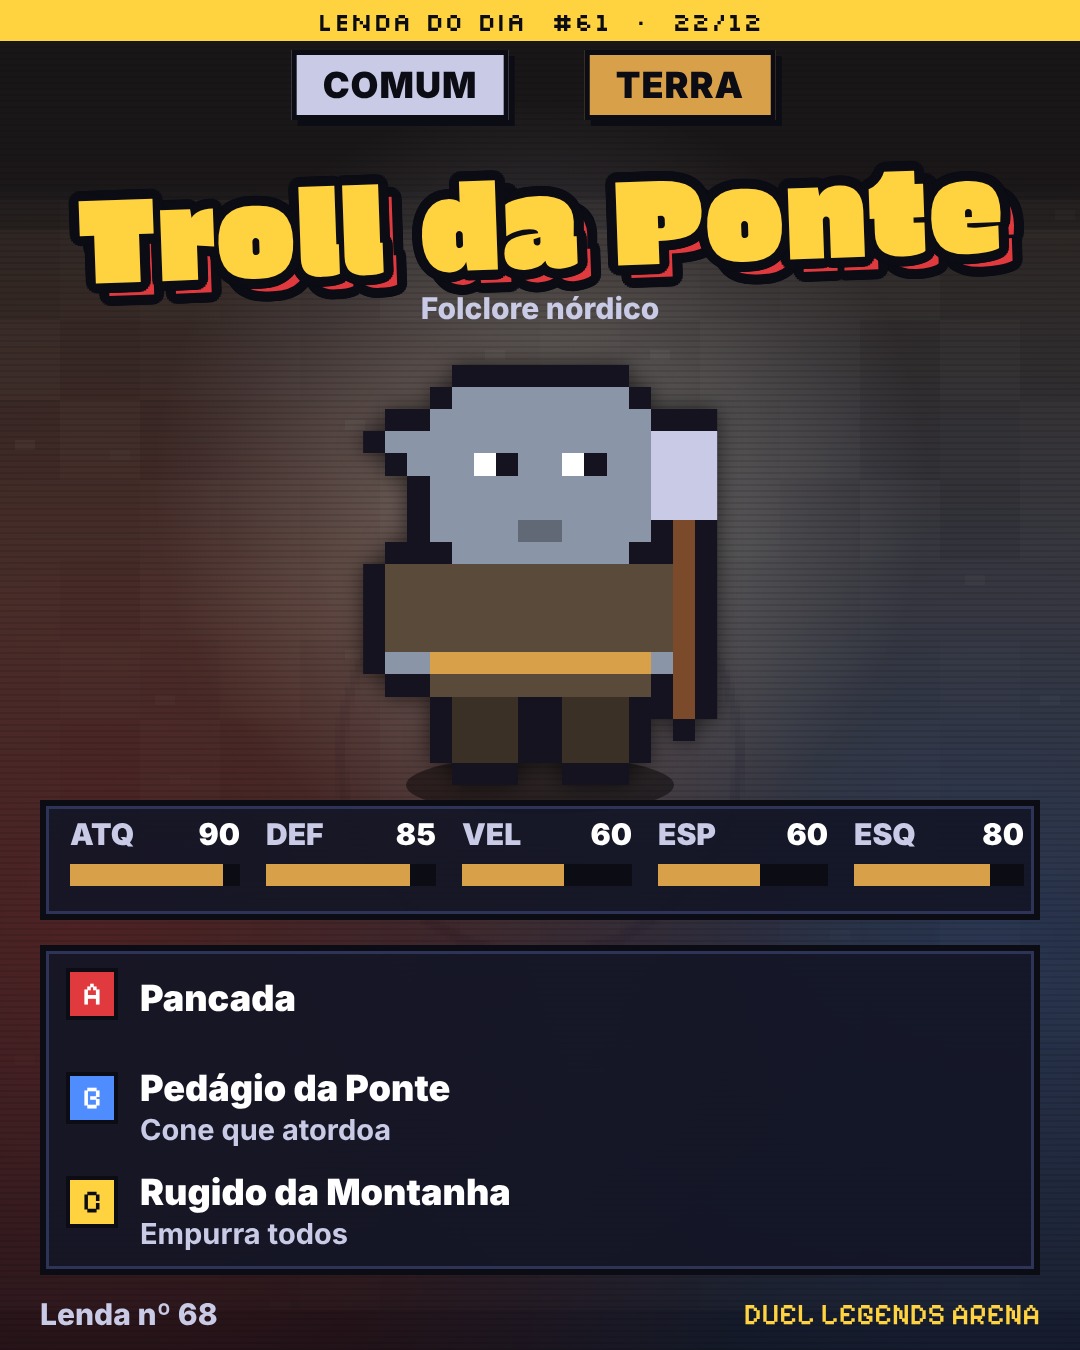 LENDA DO DIA #61 · 22/12
COMUM TERRA
Troll da Ponte
Folclore nórdico
ATQ 90 DEF 85 VEL 60 ESP 60 ESQ 80
A Pancada
B Pedágio da Ponte
Cone que atordoa
C Rugido da Montanha
Empurra todos
Lenda nº 68 DUEL LEGENDS ARENA